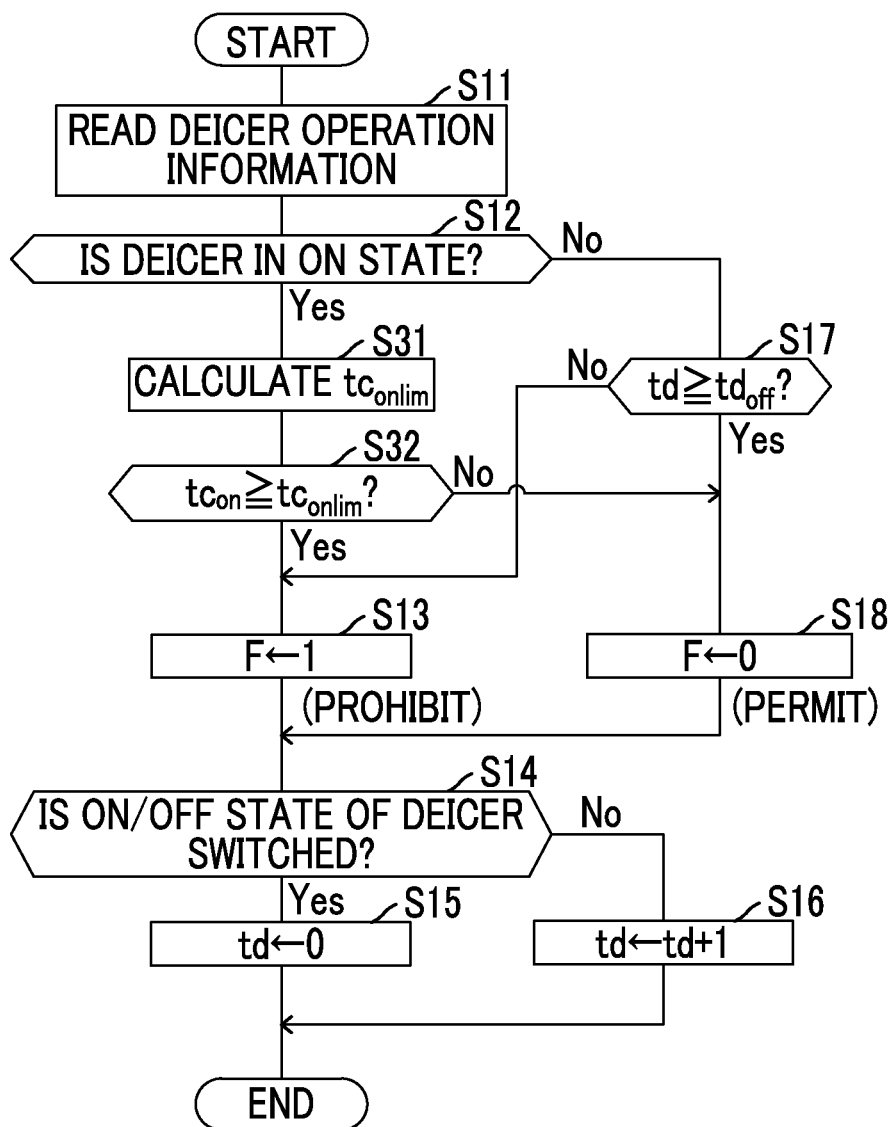 START
S11
READ DEICER OPERATION
INFORMATION
S12
IS DEICER IN ON STATE?
No
Yes
S31
CALCULATE tc_onlim
S17
td≧td_off?
No
Yes
S32
tc_on≧tc_onlim?
No
Yes
S13
F←1
(PROHIBIT)
S18
F←0
(PERMIT)
S14
IS ON/OFF STATE OF DEICER
SWITCHED?
No
Yes
S15
td←0
S16
td←td+1
END